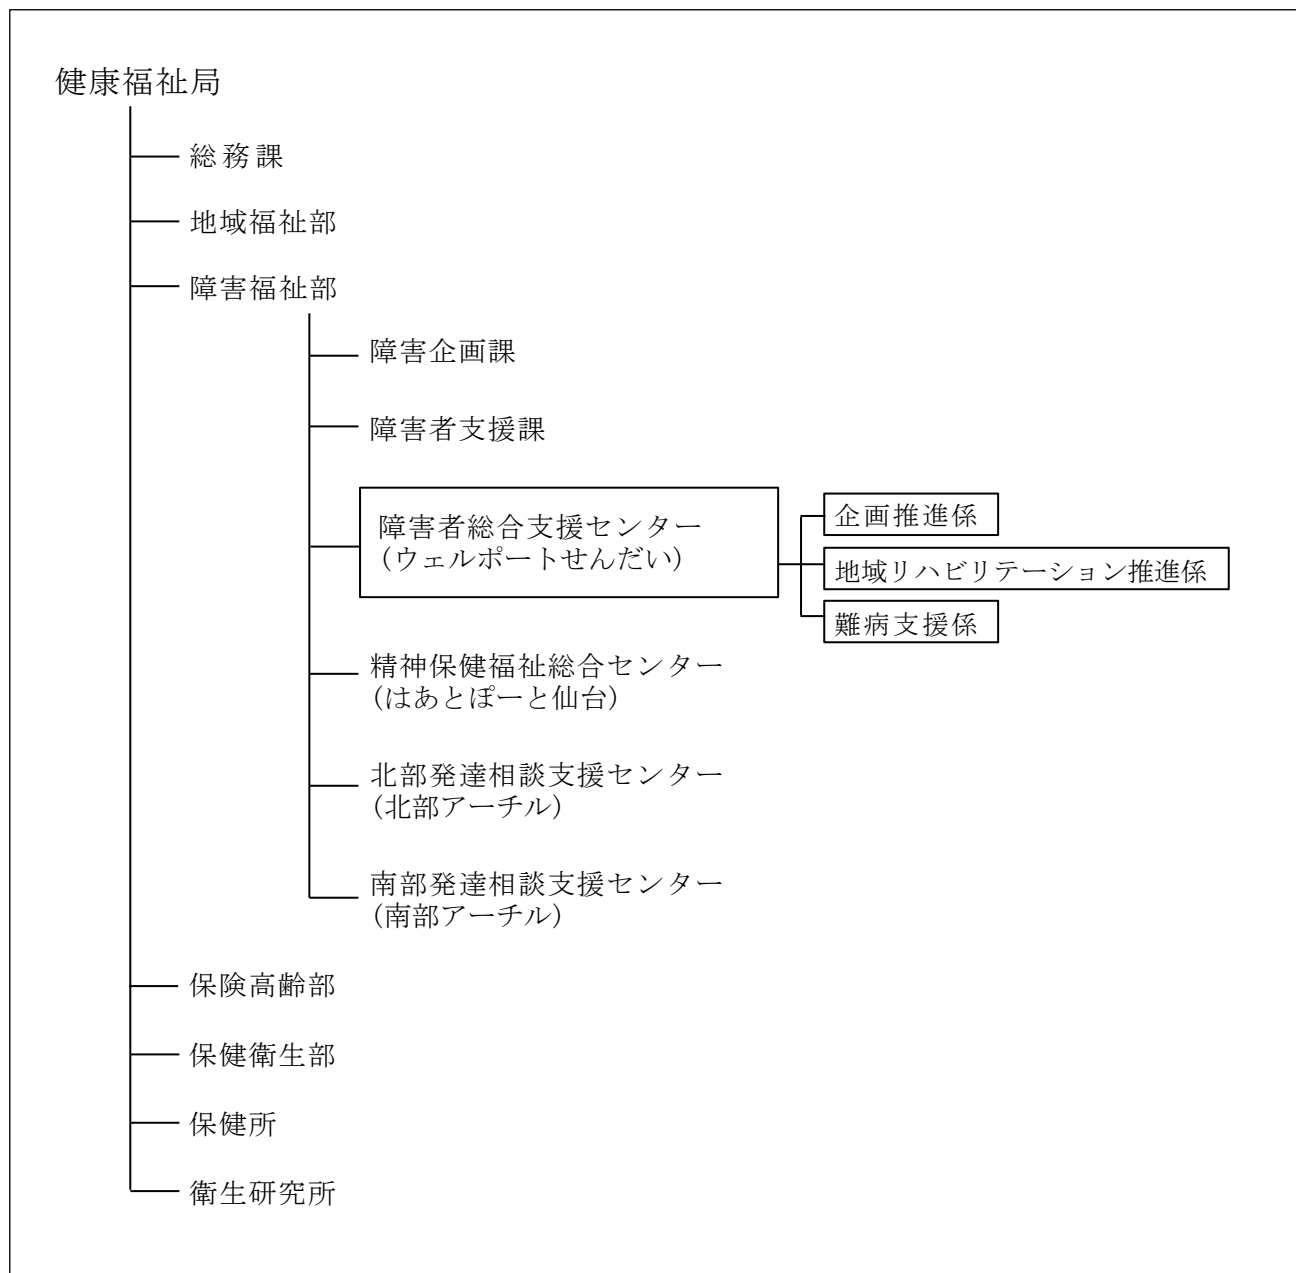 健康福祉局
総務課
地域福祉部
障害福祉部
障害企画課
障害者支援課
障害者総合支援センター
(ウェルポートせんだい)
企画推進係
地域リハビリテーション推進係
難病支援係
精神保健福祉総合センター
(はあとぽーと仙台)
北部発達相談支援センター
(北部アーチル)
南部発達相談支援センター
(南部アーチル)
保険高齢部
保健衛生部
保健所
衛生研究所